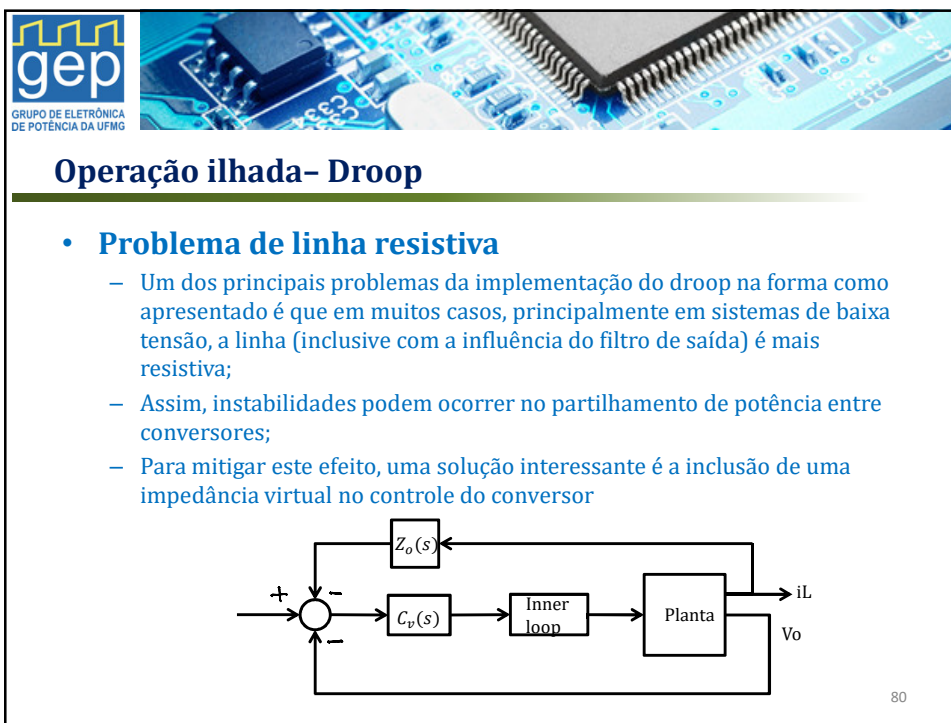 gep
GRUPO DE ELETRÔNICA
DE POTÊNCIA DA UFMG
Operação ilhada– Droop
• Problema de linha resistiva
– Um dos principais problemas da implementação do droop na forma como
apresentado é que em muitos casos, principalmente em sistemas de baixa
tensão, a linha (inclusive com a influência do filtro de saída) é mais
resistiva;
– Assim, instabilidades podem ocorrer no partilhamento de potência entre
conversores;
– Para mitigar este efeito, uma solução interessante é a inclusão de uma
impedância virtual no controle do conversor
Z_o(s)
+ −
iL
C_v(s)
Inner
loop
Planta
Vo
−
80